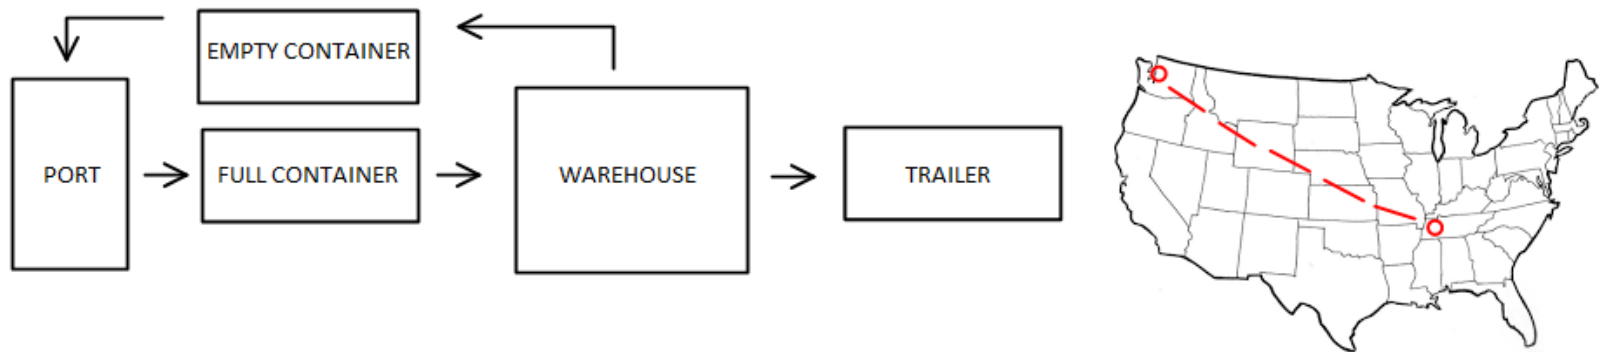 EMPTY CONTAINER
PORT
FULL CONTAINER
WAREHOUSE
TRAILER